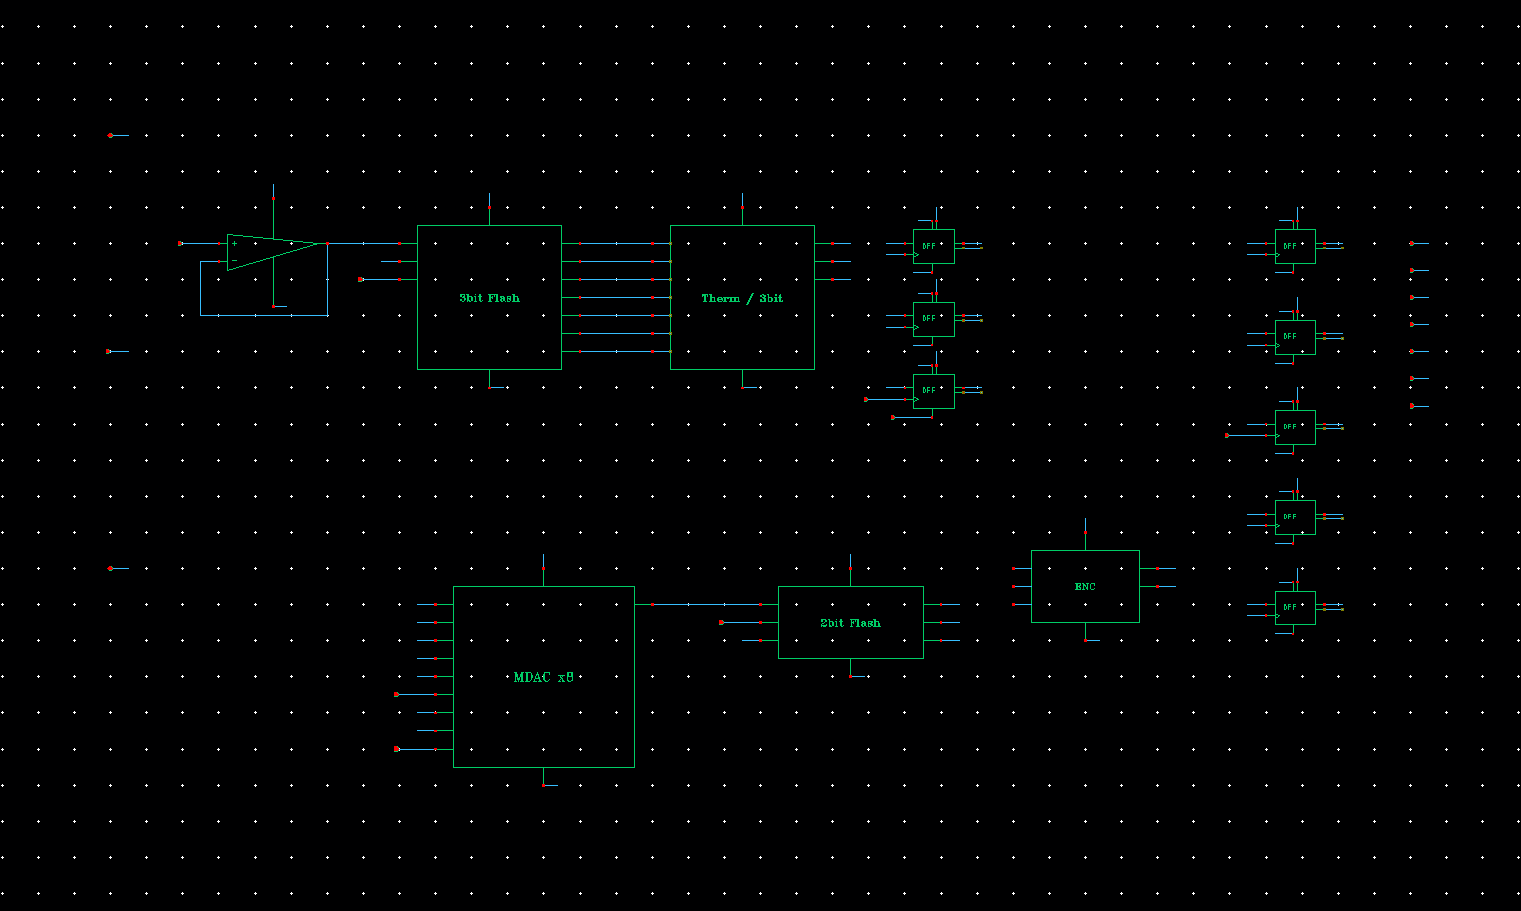 3bit Flash
Therm / 3bit
DFF
DFF
DFF
DFF
DFF
DFF
DFF
DFF
MDAC x8
2bit Flash
ENC